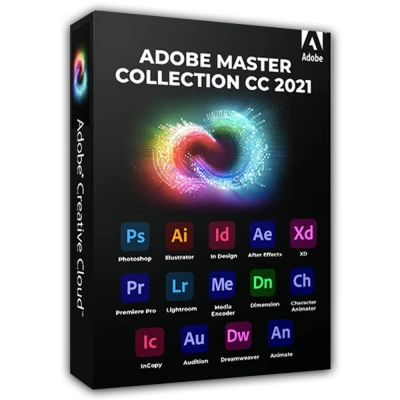 Adobe
ADOBE MASTER
COLLECTION CC 2021
Adobe® Creative Cloud™
Ps Ai Id Ae Xd
Photoshop Illustrator In Design After Effects XD
Pr Lr Me Dn Ch
Premiere Pro Lightroom Media Encoder Dimension Character Animator
Ic Au Dw An
InCopy Audition Dreamweaver Animate